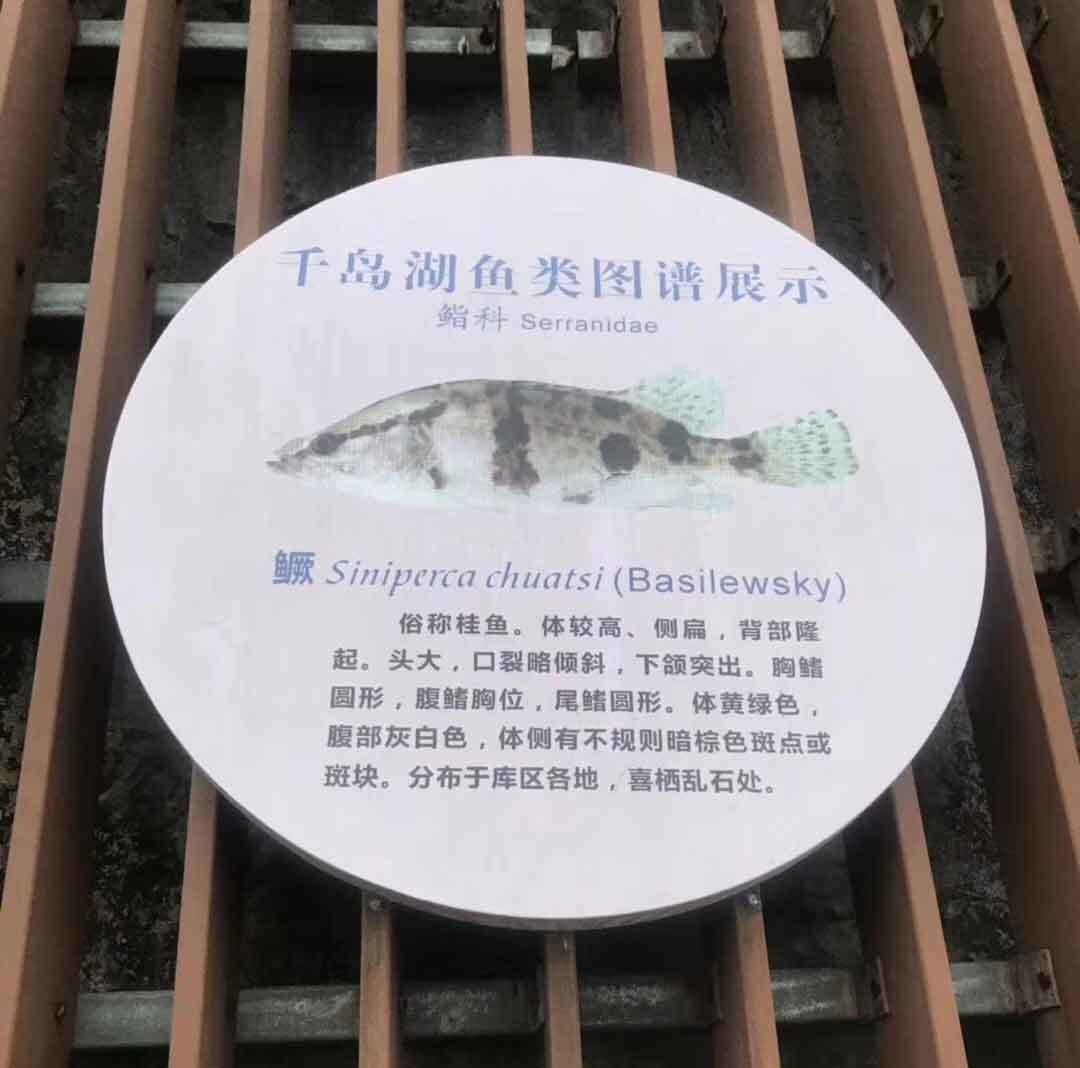 千岛湖鱼类图谱展示
鮨科 Serranidae
鳜 Siniperca chuatsi (Basilewsky)
俗称桂鱼。体较高、侧扁，背部隆
起。头大，口裂略倾斜，下颌突出。胸鳍
圆形，腹鳍胸位，尾鳍圆形。体黄绿色，
腹部灰白色，体侧有不规则暗棕色斑点或
斑块。分布于库区各地，喜栖乱石处。